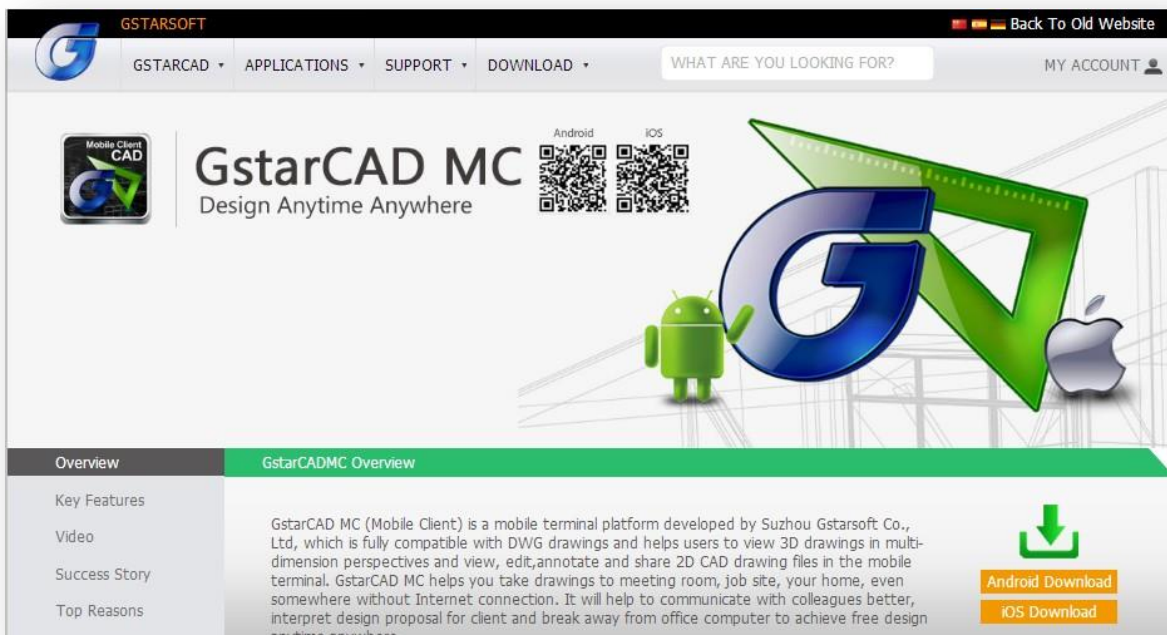 GSTARSOFT
Back To Old Website
GSTARCAD
APPLICATIONS
SUPPORT
DOWNLOAD
WHAT ARE YOU LOOKING FOR?
MY ACCOUNT
Mobile Client
CAD
GstarCAD MC
Design Anytime Anywhere
Android
iOS
Overview
GstarCADMC Overview
Key Features
Video
Success Story
Top Reasons
GstarCAD MC (Mobile Client) is a mobile terminal platform developed by Suzhou Gstarsoft Co.,
Ltd, which is fully compatible with DWG drawings and helps users to view 3D drawings in multi-
dimension perspectives and view, edit,annotate and share 2D CAD drawing files in the mobile
terminal. GstarCAD MC helps you take drawings to meeting room, job site, your home, even
somewhere without Internet connection. It will help to communicate with colleagues better,
interpret design proposal for client and break away from office computer to achieve free design
anytime anywhere
Android Download
iOS Download